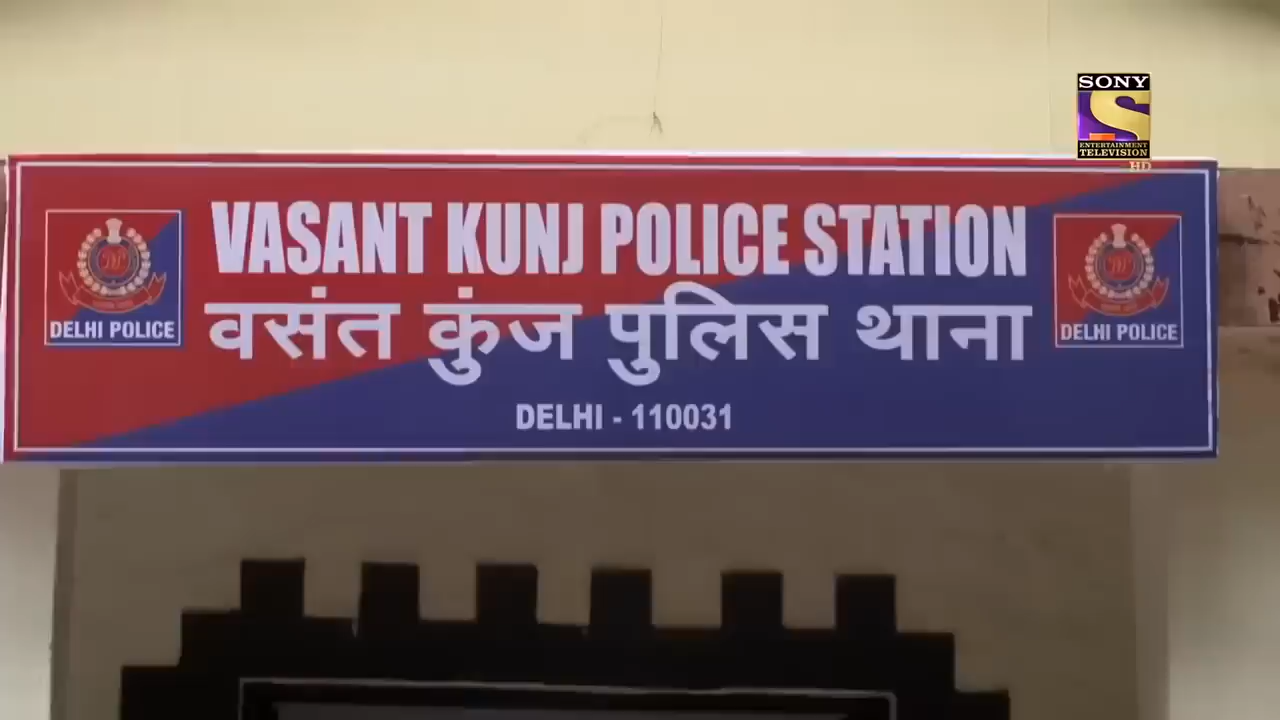 SONY
ENTERTAINMENT
TELEVISION
HD
VASANT KUNJ POLICE STATION
वसंत कुंज पुलिस थाना
DELHI - 110031
DELHI POLICE
DELHI POLICE